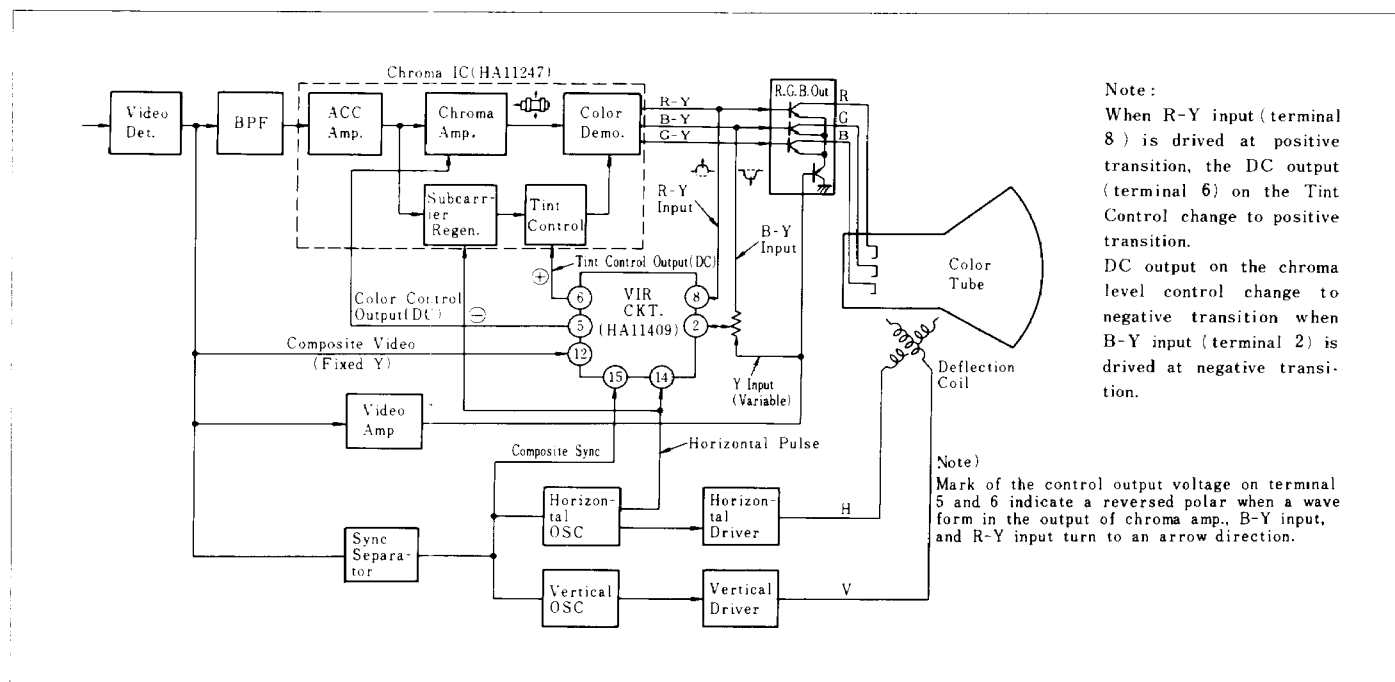 Chroma IC(HA11247)
Video
Det.
BPF
ACC
Amp.
Chroma
Amp.
Color
Demo.
R-Y
B-Y
G-Y
R.G.B.Out
R
G
B
Subcarri-
er
Regen.
Tint
Control
R-Y
Input
B-Y
Input
Tint Control Output(DC)
⊕
Color Control
Output(DC)
⊖
VIR
CKT.
(HA11409)
6
5
12
15
14
8
2
Composite Video
(Fixed Y)
Y Input
(Variable)
Video
Amp
Horizontal Pulse
Composite Sync
Sync
Separa-
tor
Horizon-
tal
OSC
Horizon-
tal
Driver
H
Vertical
OSC
Vertical
Driver
V
Color
Tube
Deflection
Coil
Note :
When R-Y input ( terminal
8 ) is drived at positive
transition, the DC output
( terminal 6) on the Tint
Control change to positive
transition.
DC output on the chroma
level control change to
negative transition when
B-Y input ( terminal 2 ) is
drived at negative transi-
tion.
Note)
Mark of the control output voltage on terminal
5 and 6 indicate a reversed polar when a wave
form in the output of chroma amp., B-Y input,
and R-Y input turn to an arrow direction.